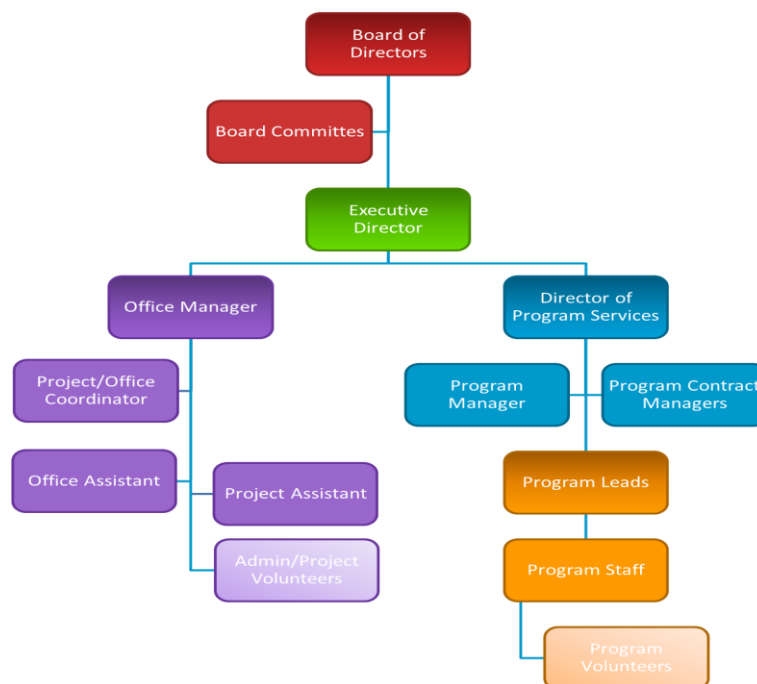 Board of
Directors
Board Committes
Executive
Director
Office Manager
Director of
Program Services
Project/Office
Coordinator
Program
Manager
Program Contract
Managers
Office Assistant
Project Assistant
Program Leads
Admin/Project
Volunteers
Program Staff
Program
Volunteers